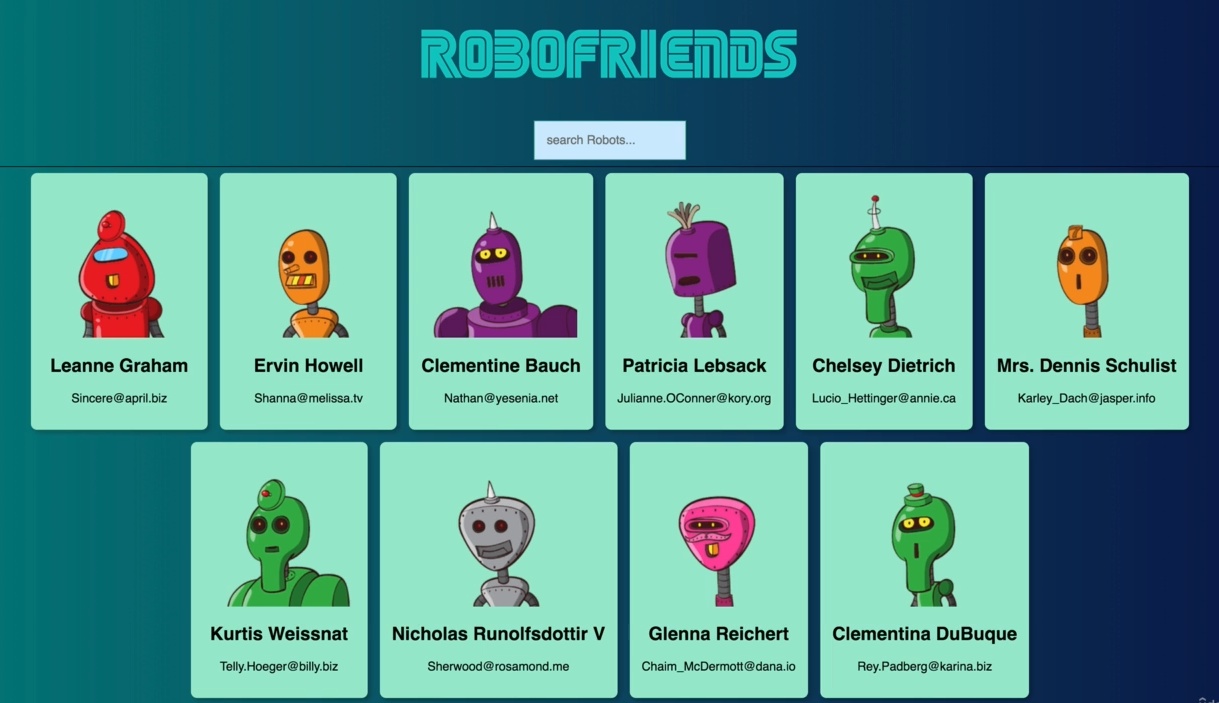 ROBOFRIENDS
search Robots...
Leanne Graham
Sincere@april.biz
Ervin Howell
Shanna@melissa.tv
Clementine Bauch
Nathan@yesenia.net
Patricia Lebsack
Julianne.OConner@kory.org
Chelsey Dietrich
Lucio_Hettinger@annie.ca
Mrs. Dennis Schulist
Karley_Dach@jasper.info
Kurtis Weissnat
Telly.Hoeger@billy.biz
Nicholas Runolfsdottir V
Sherwood@rosamond.me
Glenna Reichert
Chaim_McDermott@dana.io
Clementina DuBuque
Rey.Padberg@karina.biz